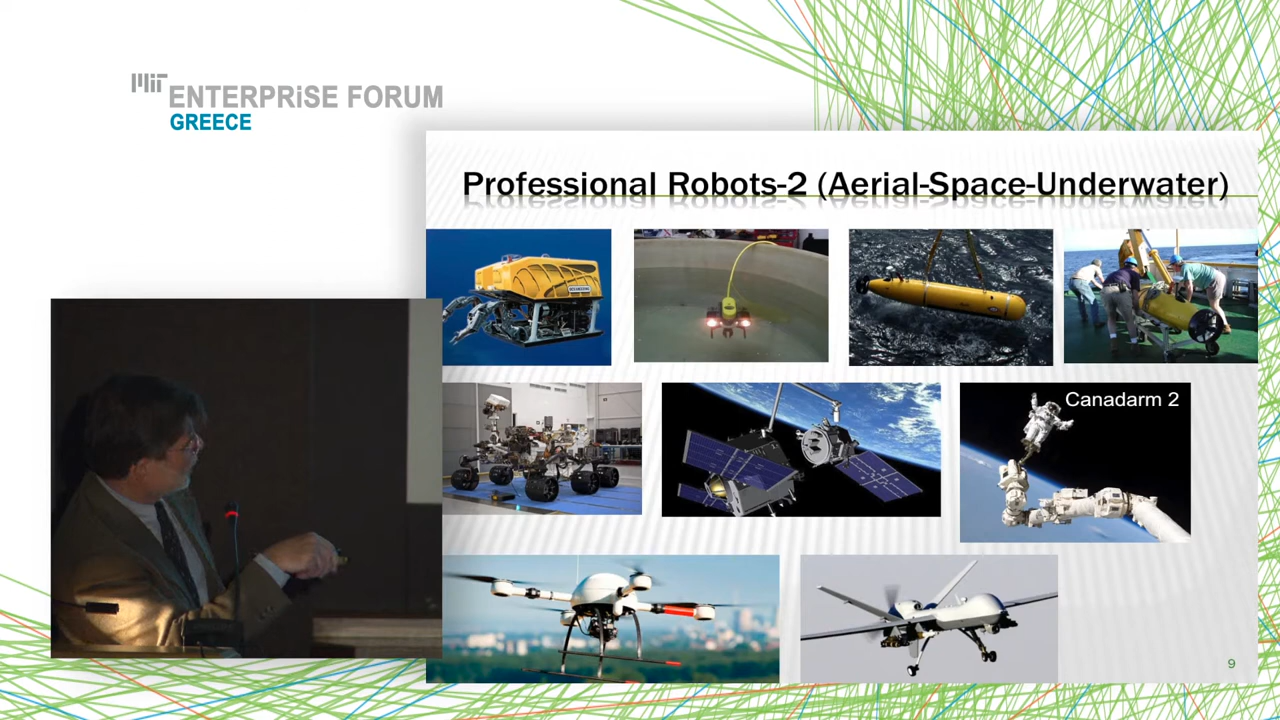 MIT
ENTERPRiSE FORUM
GREECE
Professional Robots-2 (Aerial-Space-Underwater)
Canadarm 2
9